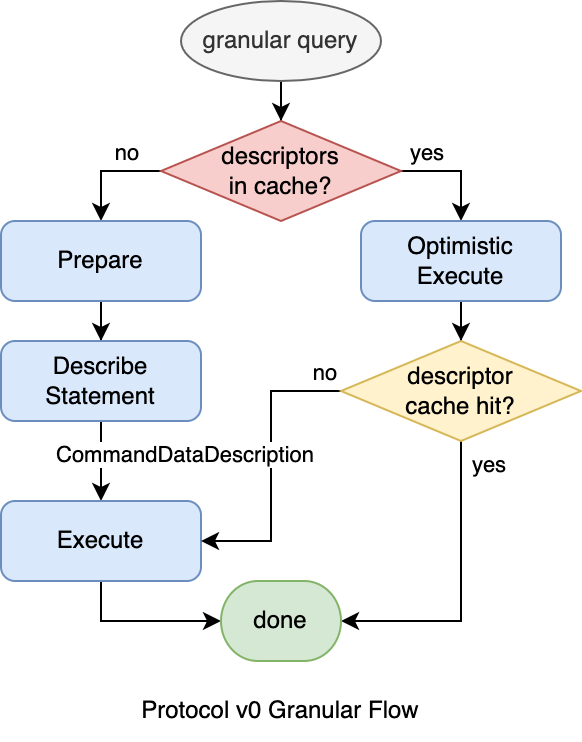 granular query
no
descriptors
in cache?
yes
Prepare
Optimistic
Execute
Describe
Statement
no
descriptor
cache hit?
CommandDataDescription
yes
Execute
done
Protocol v0 Granular Flow